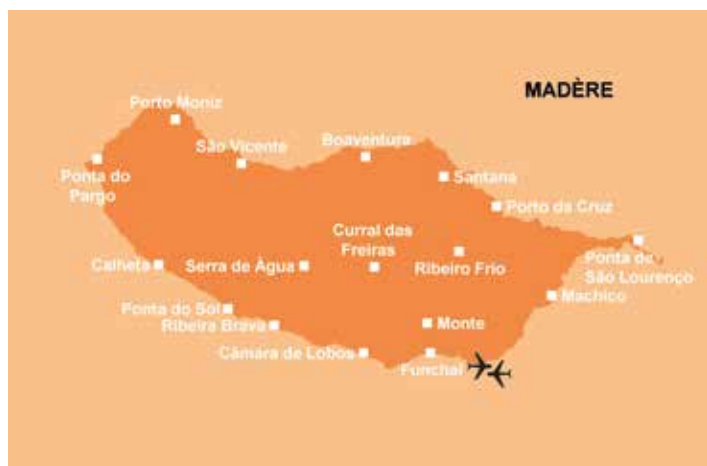 MADÈRE
Porto Moniz
São Vicente
Boaventura
Ponta do
Pargo
Santana
Porto da Cruz
Curral das
Freiras
Ponta de
São Lourenço
Calheta
Serra de Água
Ribeiro Frio
Machico
Ponta do Sol
Ribeira Brava
Monte
Câmara de Lobos
Funchal